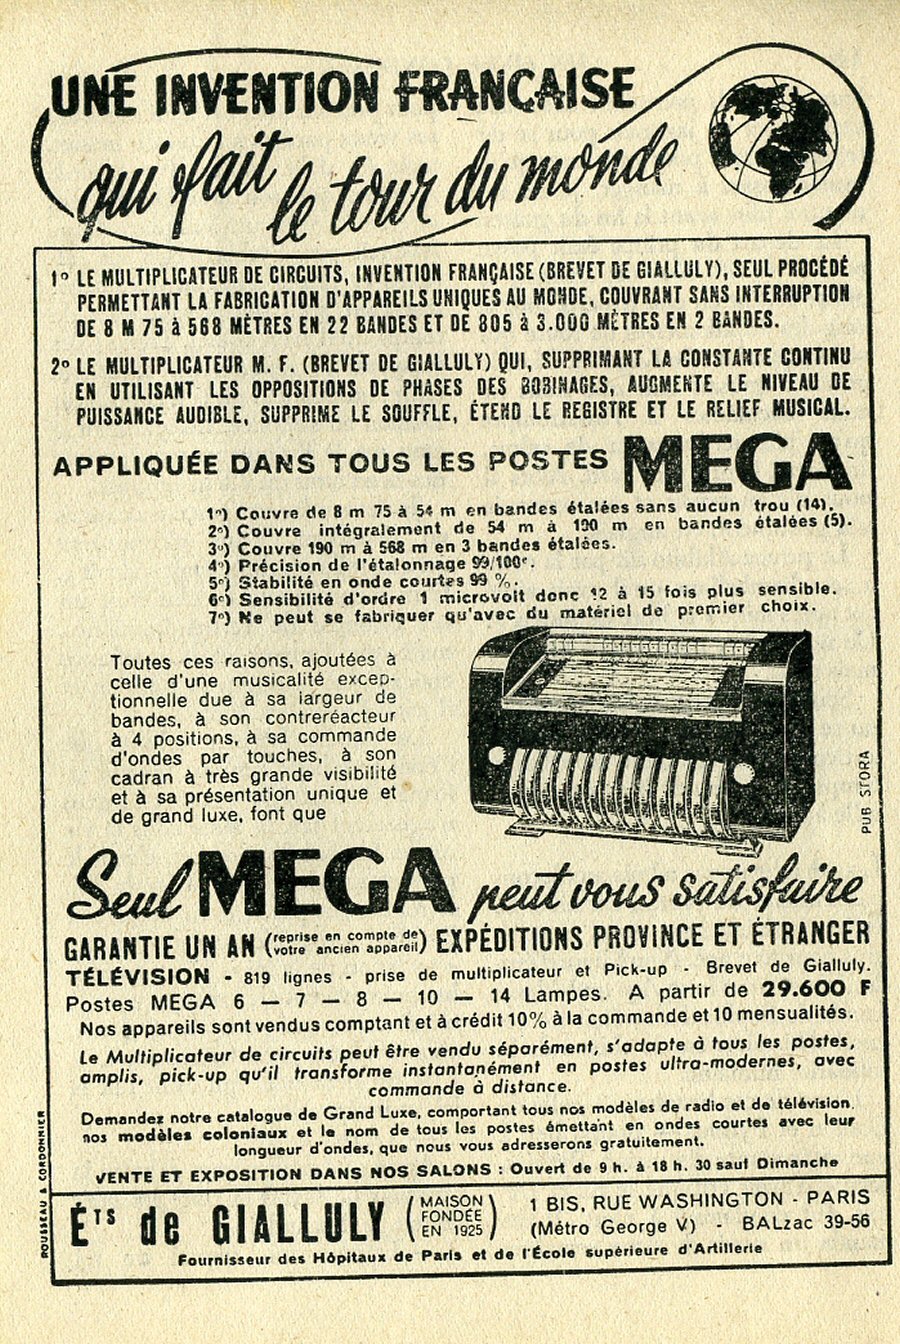 UNE INVENTION FRANÇAISE
qui fait le tour du monde
1° LE MULTIPLICATEUR DE CIRCUITS, INVENTION FRANÇAISE (BREVET DE GIALLULY), SEUL PROCÉDÉ
PERMETTANT LA FABRICATION D'APPAREILS UNIQUES AU MONDE, COUVRANT SANS INTERRUPTION
DE 8 M 75 à 568 MÈTRES EN 22 BANDES ET DE 805 à 3.000 MÈTRES EN 2 BANDES.
2° LE MULTIPLICATEUR M. F. (BREVET DE GIALLULY) QUI, SUPPRIMANT LA CONSTANTE CONTINU
EN UTILISANT LES OPPOSITIONS DE PHASES DES BOBINAGES, AUGMENTE LE NIVEAU DE
PUISSANCE AUDIBLE, SUPPRIME LE SOUFFLE, ÉTEND LE REGISTRE ET LE RELIEF MUSICAL.
APPLIQUÉE DANS TOUS LES POSTES MEGA
1°) Couvre de 8 m 75 à 54 m en bandes étalées sans aucun trou (14).
2°) Couvre intégralement de 54 m à 190 m en bandes étalées (5).
3°) Couvre 190 m à 568 m en 3 bandes étalées.
4°) Précision de l'étalonnage 99/100e.
5°) Stabilité en onde courtes 99 %.
6°) Sensibilité d'ordre 1 microvolt donc 12 à 15 fois plus sensible.
7°) Ne peut se fabriquer qu'avec du matériel de premier choix.
Toutes ces raisons, ajoutées à
celle d'une musicalité excep-
tionnelle due à sa largeur de
bandes, à son contreréacteur
à 4 positions, à sa commande
d'ondes par touches, à son
cadran à très grande visibilité
et à sa présentation unique et
de grand luxe, font que
PUB STORA
Seul MEGA peut vous satisfaire
GARANTIE UN AN (reprise en compte de votre ancien appareil) EXPÉDITIONS PROVINCE ET ÉTRANGER
TÉLÉVISION - 819 lignes - prise de multiplicateur et Pick-up - Brevet de Gialluly.
Postes MEGA 6 — 7 — 8 — 10 — 14 Lampes. A partir de 29.600 F
Nos appareils sont vendus comptant et à crédit 10% à la commande et 10 mensualités.
Le Multiplicateur de circuits peut être vendu séparément, s'adapte à tous les postes,
amplis, pick-up qu'il transforme instantanément en postes ultra-modernes, avec
commande à distance.
Demandez notre catalogue de Grand Luxe, comportant tous nos modèles de radio et de télévision
nos modèles coloniaux et le nom de tous les postes émettant en ondes courtes avec leur
longueur d'ondes, que nous vous adresserons gratuitement.
VENTE ET EXPOSITION DANS NOS SALONS : Ouvert de 9 h. à 18 h. 30 sauf Dimanche
ROUSSEAU & CORDONNIER
ÉTS de GIALLULY (MAISON FONDÉE EN 1925) 1 BIS, RUE WASHINGTON - PARIS
(Métro George V) - BALzac 39-56
Fournisseur des Hôpitaux de Paris et de l'École supérieure d'Artillerie